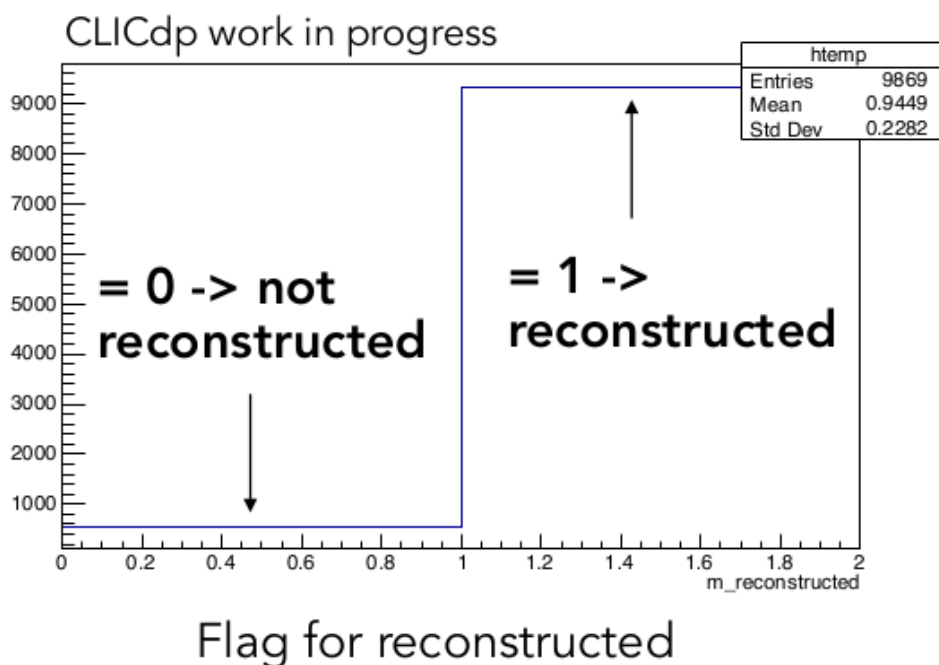 CLICdp work in progress
htemp
Entries 9869
Mean 0.9449
Std Dev 0.2282
9000
8000
7000
6000
5000
4000
3000
2000
1000
= 0 -> not
reconstructed
= 1 ->
reconstructed
0 0.2 0.4 0.6 0.8 1 1.2 1.4 1.6 1.8 2
m_reconstructed
Flag for reconstructed